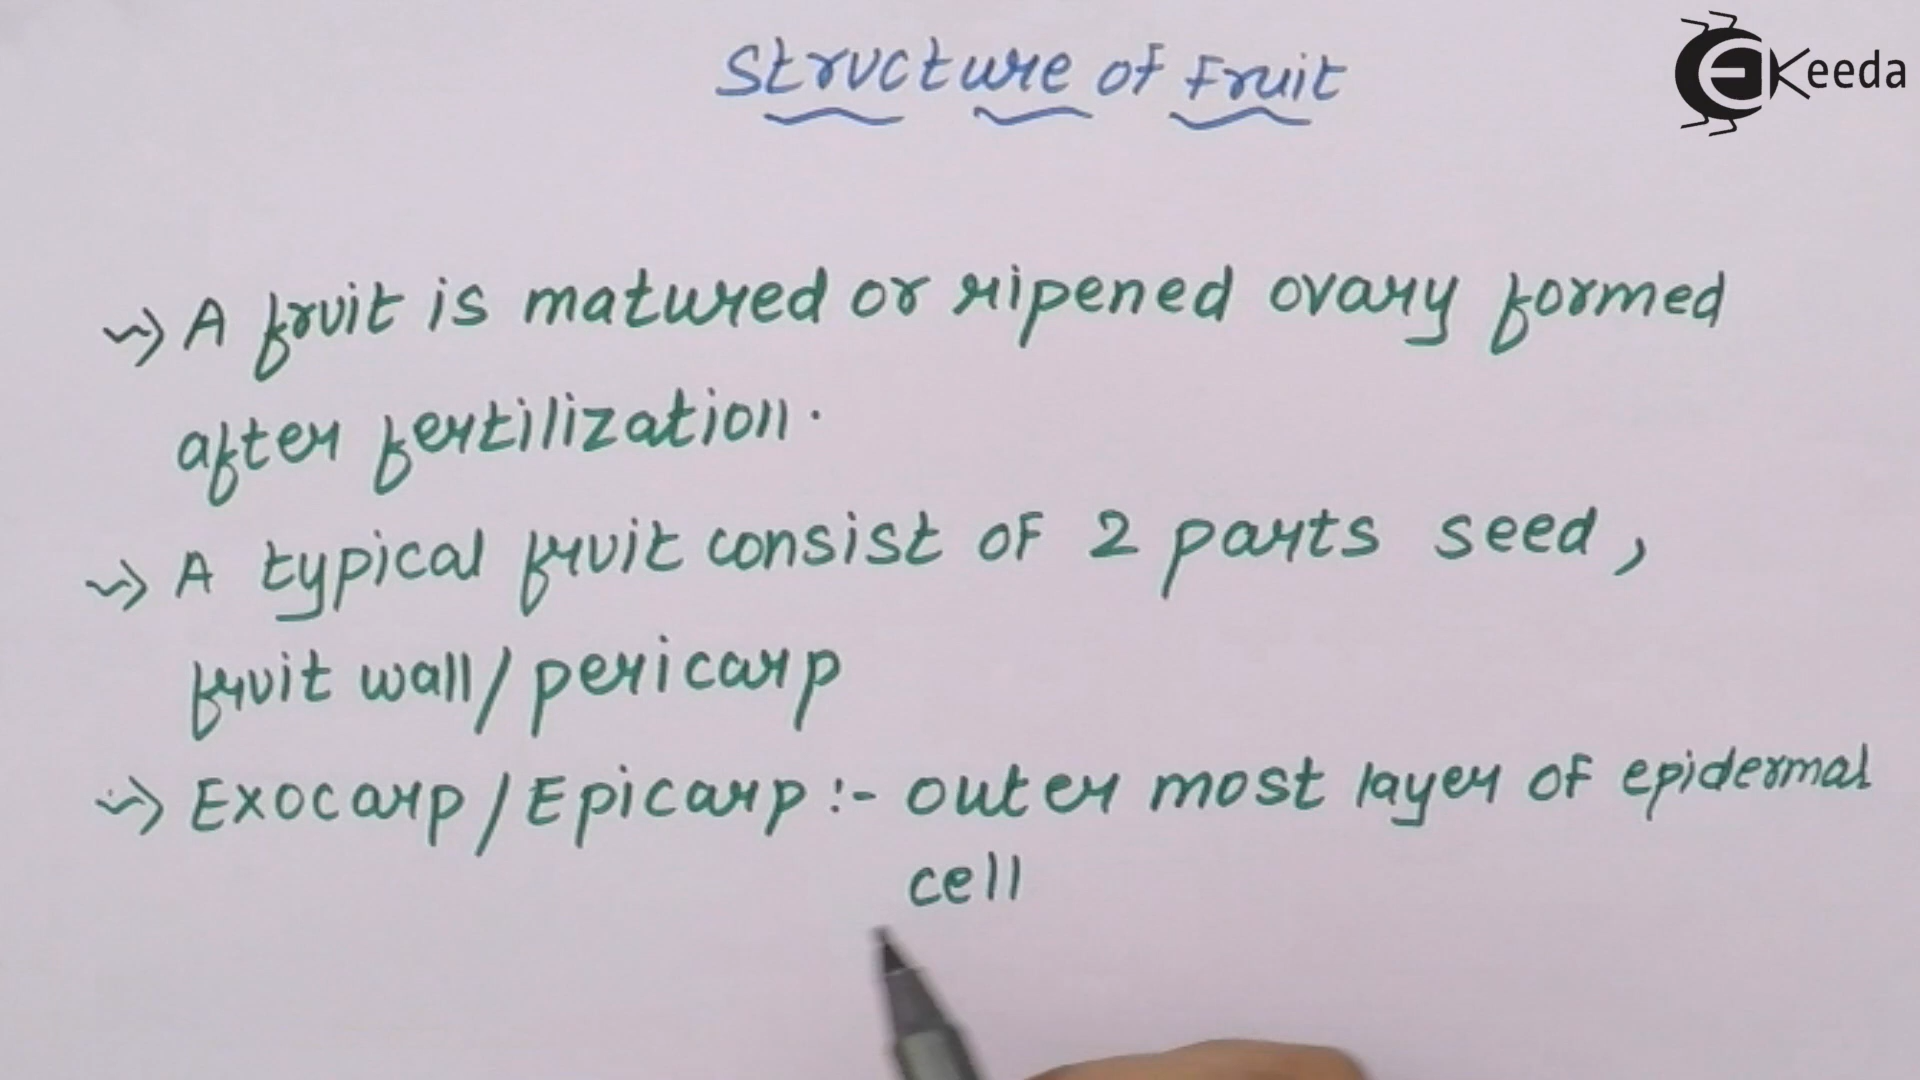 Structure of Fruit
EKeeda
~> A fruit is matured or ripened ovary formed
after fertilization.
~> A typical fruit consist of 2 parts seed,
fruit wall/pericarp
~> Exocarp/Epicarp:- outer most layer of epidermal
cell